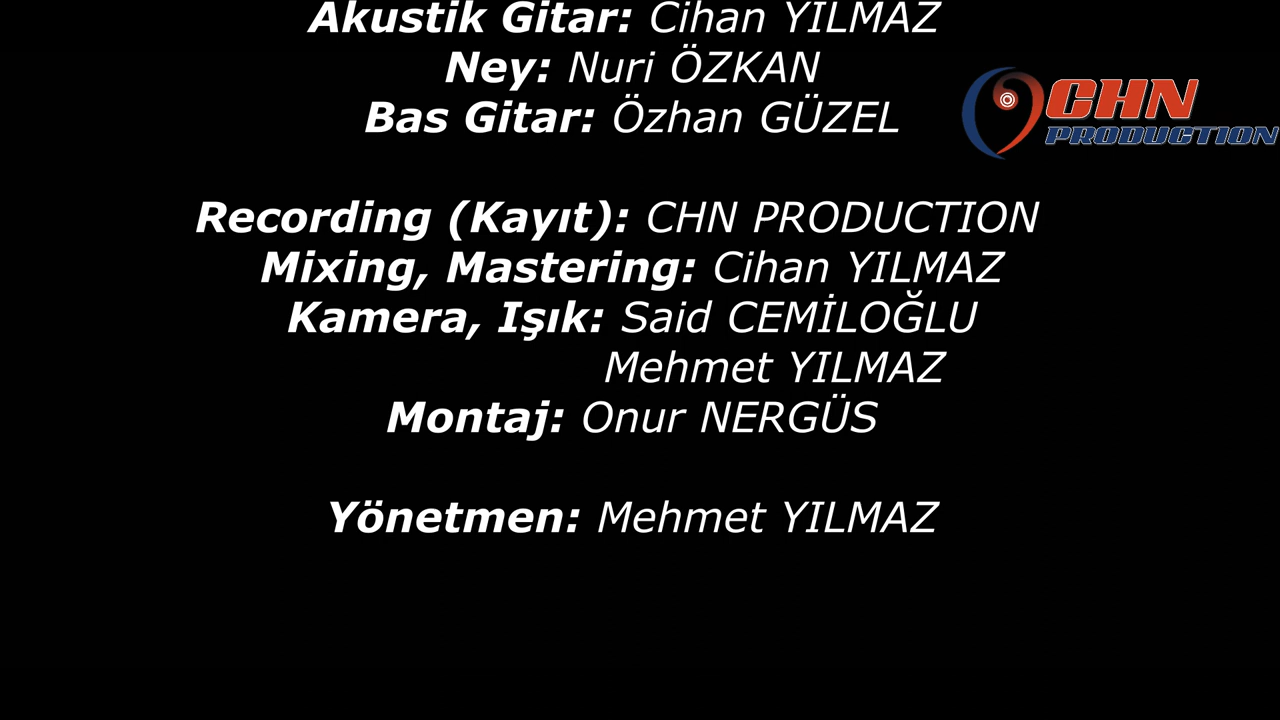 Akustik Gitar: Cihan YILMAZ
Ney: Nuri ÖZKAN
Bas Gitar: Özhan GÜZEL
CHN
PRODUCTION
Recording (Kayıt): CHN PRODUCTION
Mixing, Mastering: Cihan YILMAZ
Kamera, Işık: Said CEMİLOĞLU
Mehmet YILMAZ
Montaj: Onur NERGÜS
Yönetmen: Mehmet YILMAZ